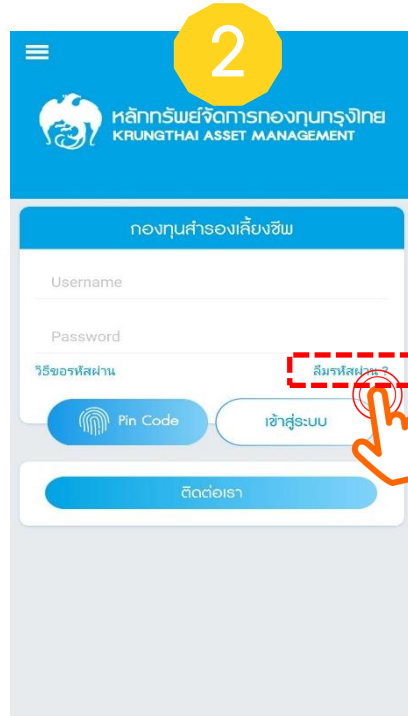 2
หลักทรัพย์จัดการกองทุนกรุงไทย
KRUNGTHAI ASSET MANAGEMENT
กองทุนสำรองเลี้ยงชีพ
Username
Password
วิธีขอรหัสผ่าน ลืมรหัสผ่าน ?
Pin Code เข้าสู่ระบบ
ติดต่อเรา